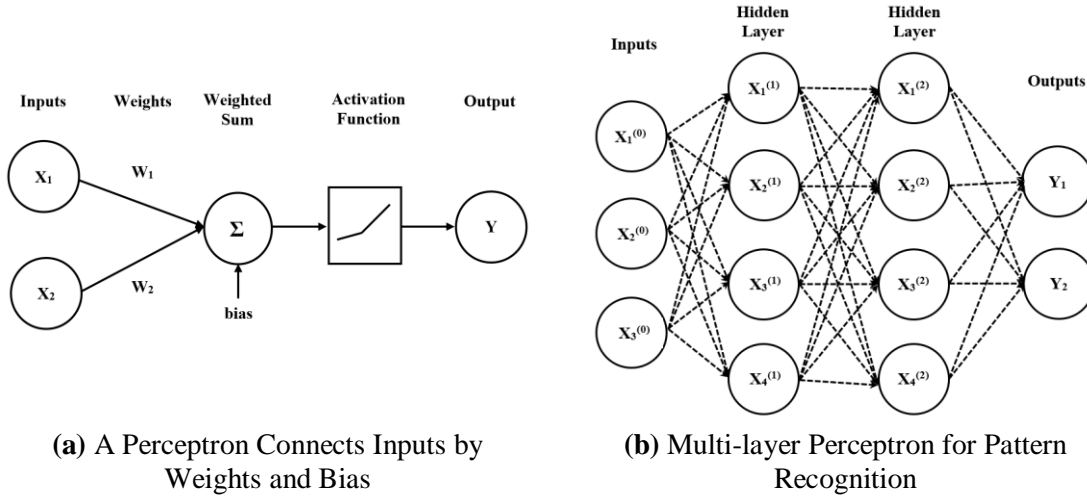 Inputs
Weights
Weighted
Sum
Activation
Function
Output
X₁
W₁
Σ
Y
X₂
W₂
bias
(a) A Perceptron Connects Inputs by
Weights and Bias
Inputs
Hidden
Layer
Hidden
Layer
Outputs
X₁⁽⁰⁾
X₂⁽⁰⁾
X₃⁽⁰⁾
X₁⁽¹⁾
X₂⁽¹⁾
X₃⁽¹⁾
X₄⁽¹⁾
X₁⁽²⁾
X₂⁽²⁾
X₃⁽²⁾
X₄⁽²⁾
Y₁
Y₂
(b) Multi-layer Perceptron for Pattern
Recognition